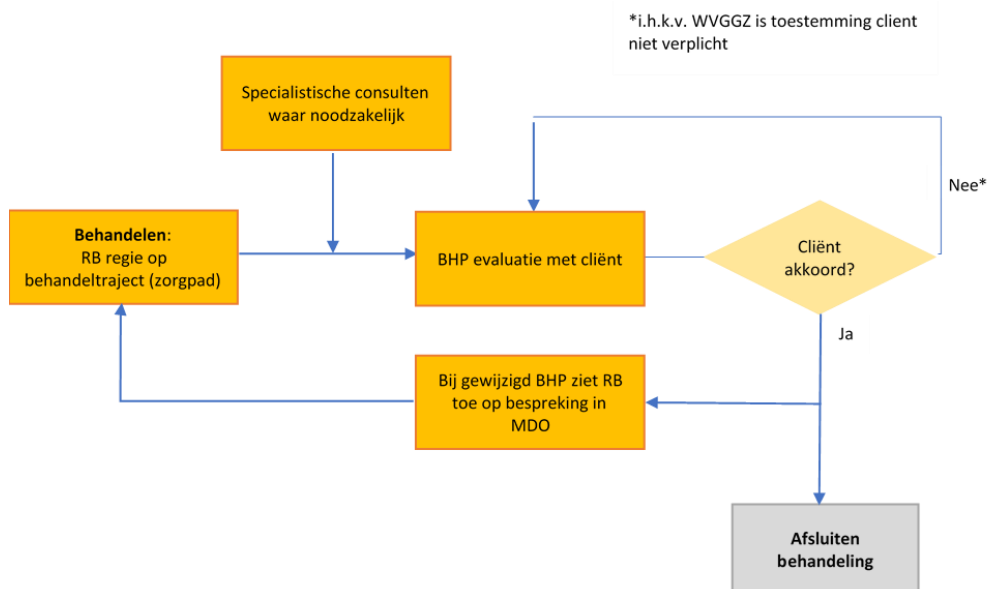 *i.h.k.v. WVGGZ is toestemming client
niet verplicht
Specialistische consulten
waar noodzakelijk
Nee*
Behandelen:
RB regie op
behandeltraject (zorgpad)
BHP evaluatie met cliënt
Cliënt
akkoord?
Ja
Bij gewijzigd BHP ziet RB
toe op bespreking in
MDO
Afsluiten
behandeling